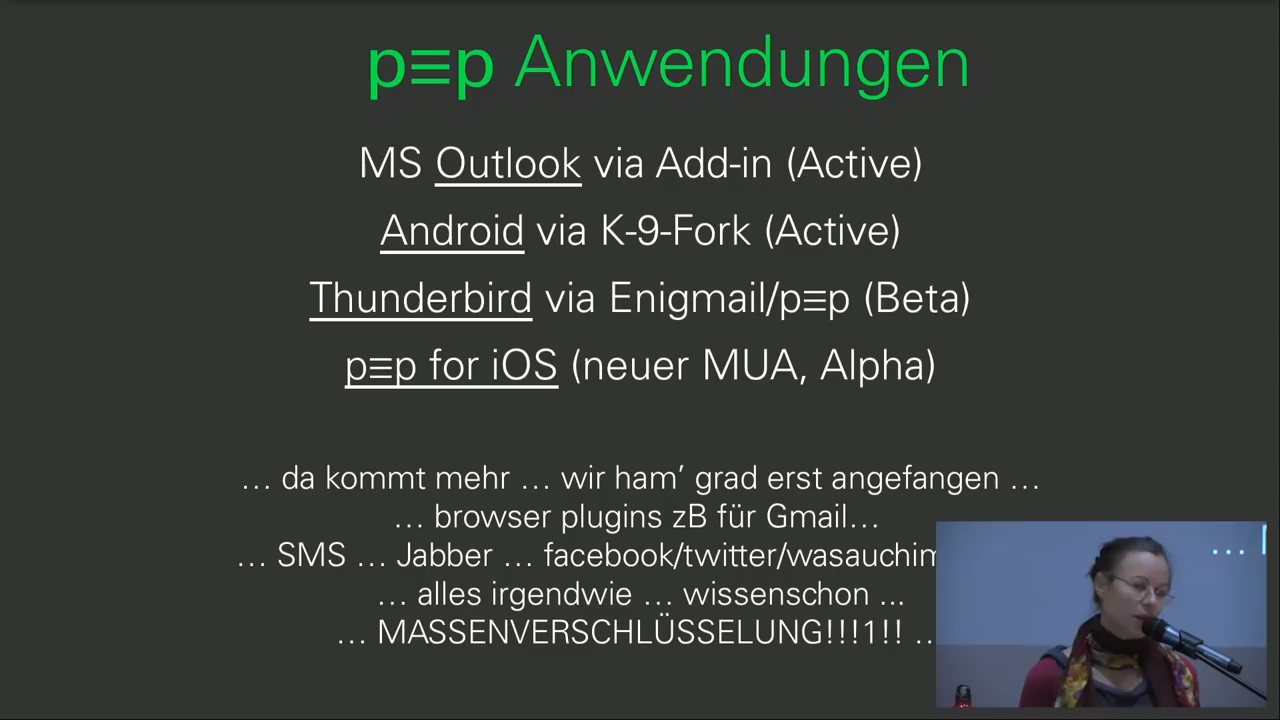 p≡p Anwendungen
MS Outlook via Add-in (Active)
Android via K-9-Fork (Active)
Thunderbird via Enigmail/p≡p (Beta)
p≡p for iOS (neuer MUA, Alpha)
… da kommt mehr … wir ham’ grad erst angefangen …
… browser plugins zB für Gmail…
… SMS … Jabber … facebook/twitter/
… alles irgendwie … wissenschon ...
… MASSENVERSCHLÜSSELUNG!!!1!! …